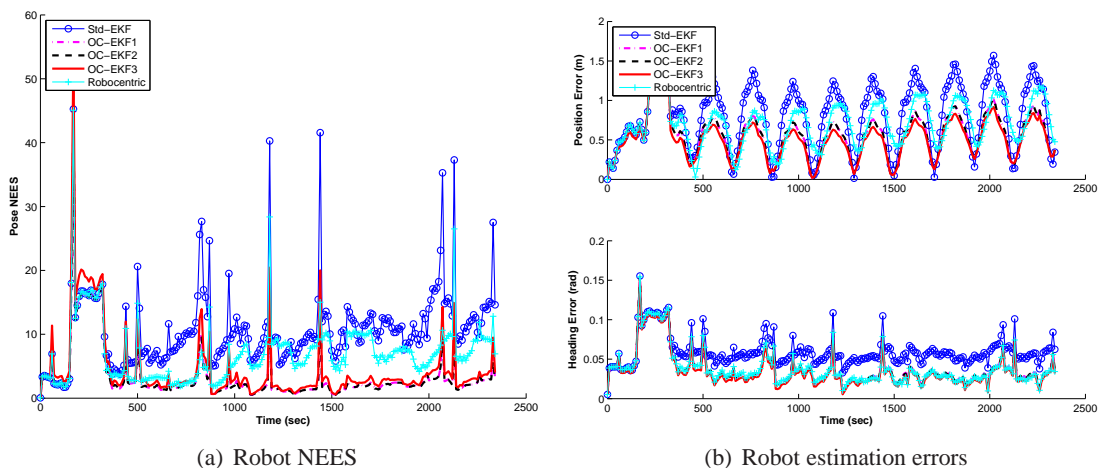 60
50
40
30
20
10
0
Pose NEES
Std-EKF
OC-EKF1
OC-EKF2
OC-EKF3
Robocentric
0 500 1000 1500 2000 2500
Time (sec)
(a) Robot NEES
2
1.5
1
0.5
0
Position Error (m)
Std-EKF
OC-EKF1
OC-EKF2
OC-EKF3
Robocentric
0 500 1000 1500 2000 2500
0.2
0.15
0.1
0.05
0
Heading Error (rad)
0 500 1000 1500 2000 2500
Time (sec)
(b) Robot estimation errors